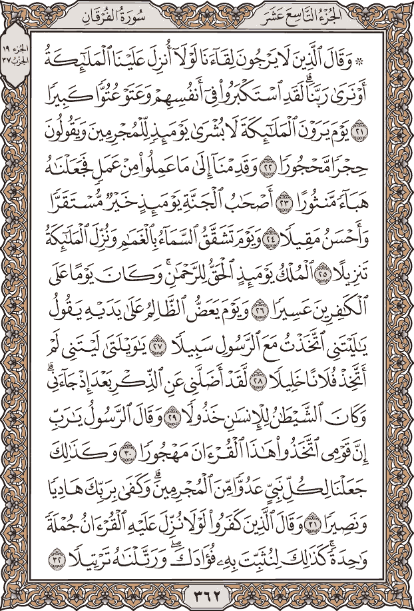 الجزء التاسع عشر
سورة الفرقان
الجزء ١٩
الحزب ٣٧
۞ وَقَالَ ٱلَّذِينَ لَا يَرْجُونَ لِقَآءَنَا لَوْلَآ أُنزِلَ عَلَيْنَا ٱلْمَلَٰٓئِكَةُ
أَوْ نَرَىٰ رَبَّنَا ۗ لَقَدِ ٱسْتَكْبَرُوا۟ فِىٓ أَنفُسِهِمْ وَعَتَوْ عُتُوًّا كَبِيرًا
٢١ يَوْمَ يَرَوْنَ ٱلْمَلَٰٓئِكَةَ لَا بُشْرَىٰ يَوْمَئِذٍ لِّلْمُجْرِمِينَ وَيَقُولُونَ
حِجْرًا مَّحْجُورًا ٢٢ وَقَدِمْنَآ إِلَىٰ مَا عَمِلُوا۟ مِنْ عَمَلٍ فَجَعَلْنَٰهُ
هَبَآءً مَّنثُورًا ٢٣ أَصْحَٰبُ ٱلْجَنَّةِ يَوْمَئِذٍ خَيْرٌ مُّسْتَقَرًّا
وَأَحْسَنُ مَقِيلًا ٢٤ وَيَوْمَ تَشَقَّقُ ٱلسَّمَآءُ بِٱلْغَمَٰمِ وَنُزِّلَ ٱلْمَلَٰٓئِكَةُ
تَنزِيلًا ٢٥ ٱلْمُلْكُ يَوْمَئِذٍ ٱلْحَقُّ لِلرَّحْمَٰنِ ۚ وَكَانَ يَوْمًا عَلَى
ٱلْكَٰفِرِينَ عَسِيرًا ٢٦ وَيَوْمَ يَعَضُّ ٱلظَّالِمُ عَلَىٰ يَدَيْهِ يَقُولُ
يَٰلَيْتَنِى ٱتَّخَذْتُ مَعَ ٱلرَّسُولِ سَبِيلًا ٢٧ يَٰوَيْلَتَىٰ لَيْتَنِى لَمْ
أَتَّخِذْ فُلَانًا خَلِيلًا ٢٨ لَّقَدْ أَضَلَّنِى عَنِ ٱلذِّكْرِ بَعْدَ إِذْ جَآءَنِى ۗ
وَكَانَ ٱلشَّيْطَٰنُ لِلْإِنسَٰنِ خَذُولًا ٢٩ وَقَالَ ٱلرَّسُولُ يَٰرَبِّ
إِنَّ قَوْمِى ٱتَّخَذُوا۟ هَٰذَا ٱلْقُرْءَانَ مَهْجُورًا ٣٠ وَكَذَٰلِكَ
جَعَلْنَا لِكُلِّ نَبِىٍّ عَدُوًّا مِّنَ ٱلْمُجْرِمِينَ ۗ وَكَفَىٰ بِرَبِّكَ هَادِيًا
وَنَصِيرًا ٣١ وَقَالَ ٱلَّذِينَ كَفَرُوا۟ لَوْلَا نُزِّلَ عَلَيْهِ ٱلْقُرْءَانُ جُمْلَةً
وَٰحِدَةً ۚ كَذَٰلِكَ لِنُثَبِّتَ بِهِۦ فُؤَادَكَ ۖ وَرَتَّلْنَٰهُ تَرْتِيلًا ٣٢
٣٦٢